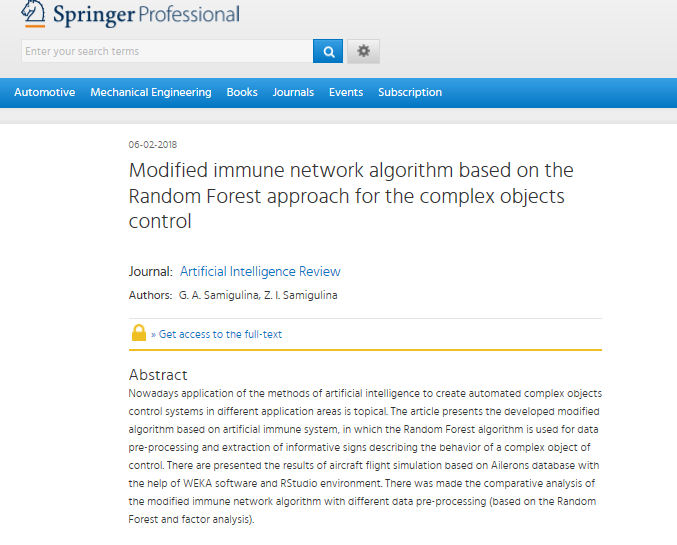 Springer Professional
Enter your search terms
Automotive Mechanical Engineering Books Journals Events Subscription
06-02-2018
Modified immune network algorithm based on the
Random Forest approach for the complex objects
control
Journal: Artificial Intelligence Review
Authors: G. A. Samigulina, Z. I. Samigulina
» Get access to the full-text
Abstract
Nowadays application of the methods of artificial intelligence to create automated complex objects
control systems in different application areas is topical. The article presents the developed modified
algorithm based on artificial immune system, in which the Random Forest algorithm is used for data
pre-processing and extraction of informative signs describing the behavior of a complex object of
control. There are presented the results of aircraft flight simulation based on Ailerons database with
the help of WEKA software and RStudio environment. There was made the comparative analysis of
the modified immune network algorithm with different data pre-processing (based on the Random
Forest and factor analysis).